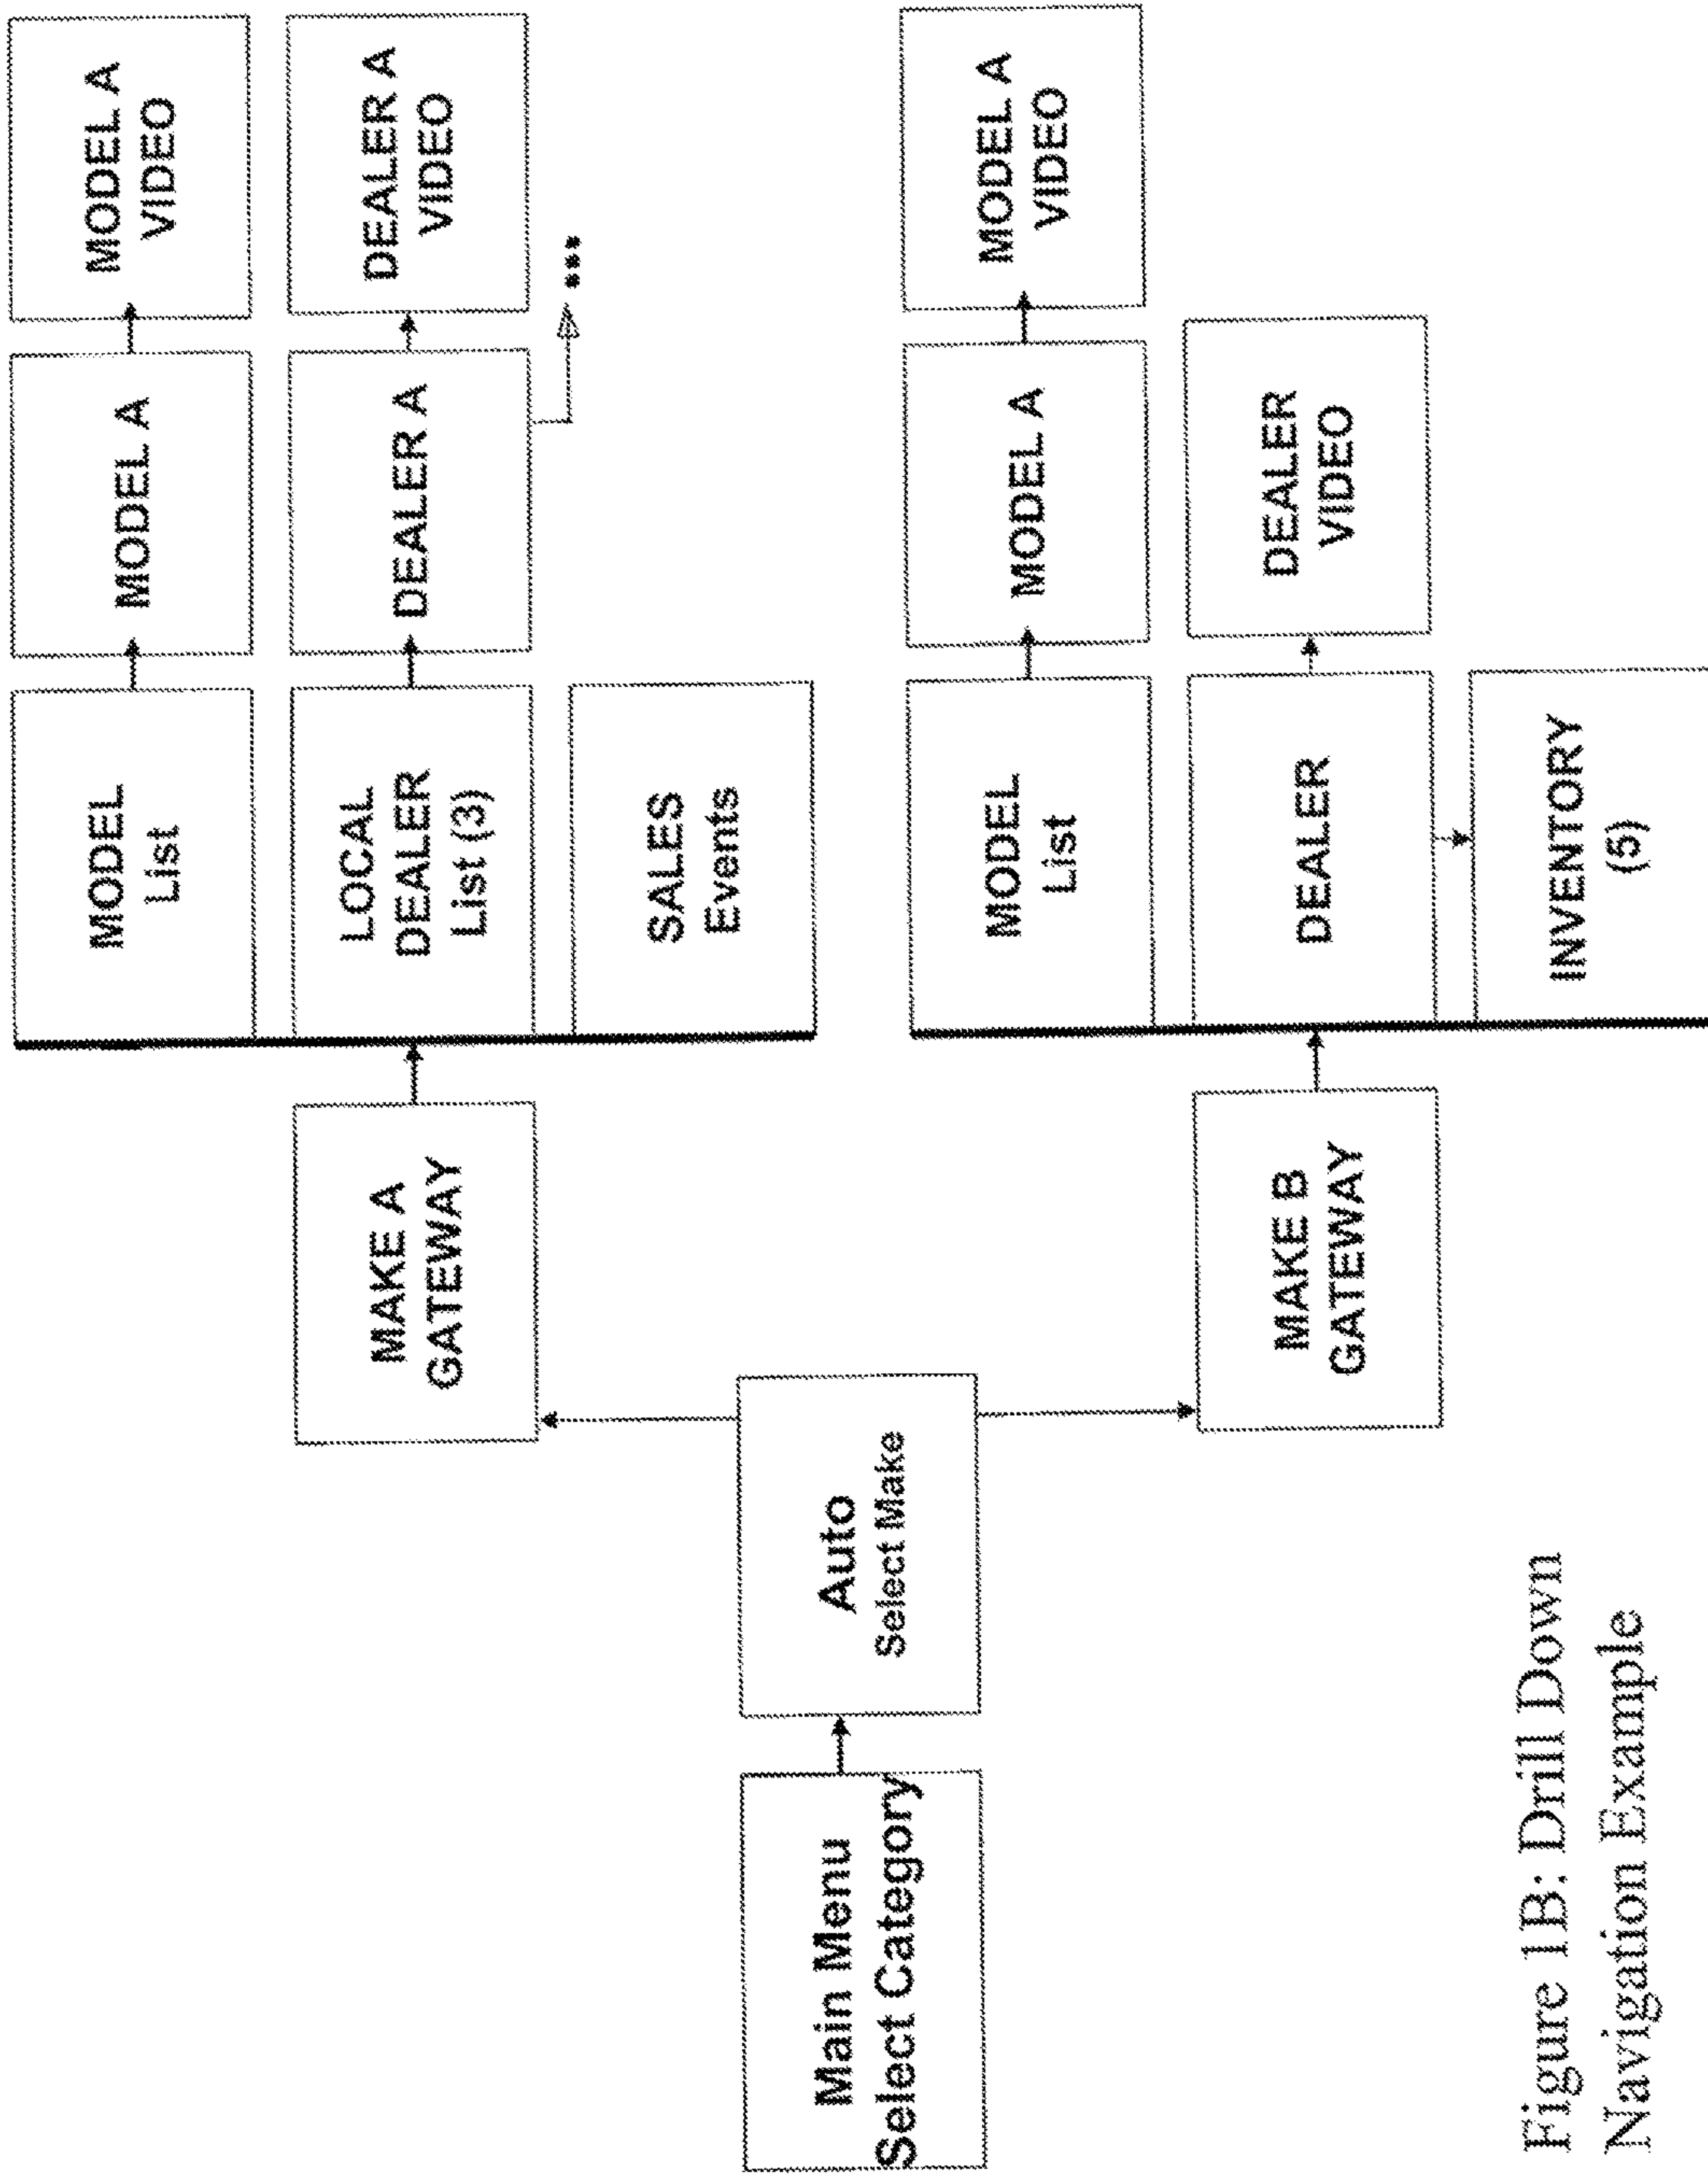 Main Menu
Select Category
Auto
Select Make
MAKE A
GATEWAY
MODEL
List
MODEL A
MODEL A
VIDEO
LOCAL
DEALER
List (3)
DEALER A
DEALER A
VIDEO
•••
SALES
Events
MAKE B
GATEWAY
MODEL
List
MODEL A
MODEL A
VIDEO
DEALER
DEALER
VIDEO
INVENTORY
(5)
Figure 1B: Drill Down
Navigation Example